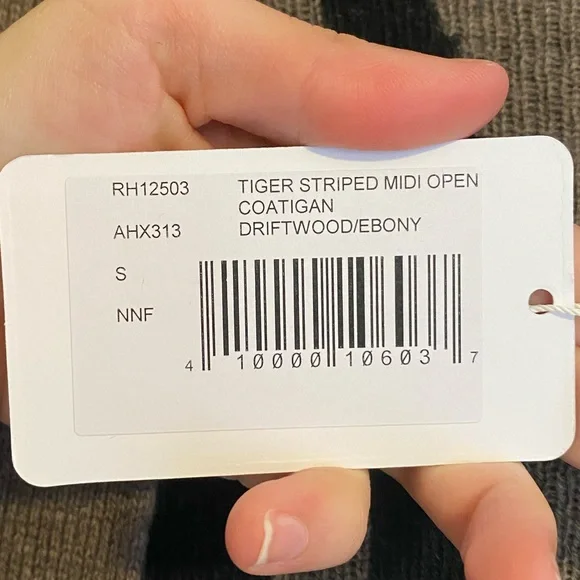 RH12503 TIGER STRIPED MIDI OPEN
COATIGAN
AHX313 DRIFTWOOD/EBONY
S
NNF
4 10000 10603 7